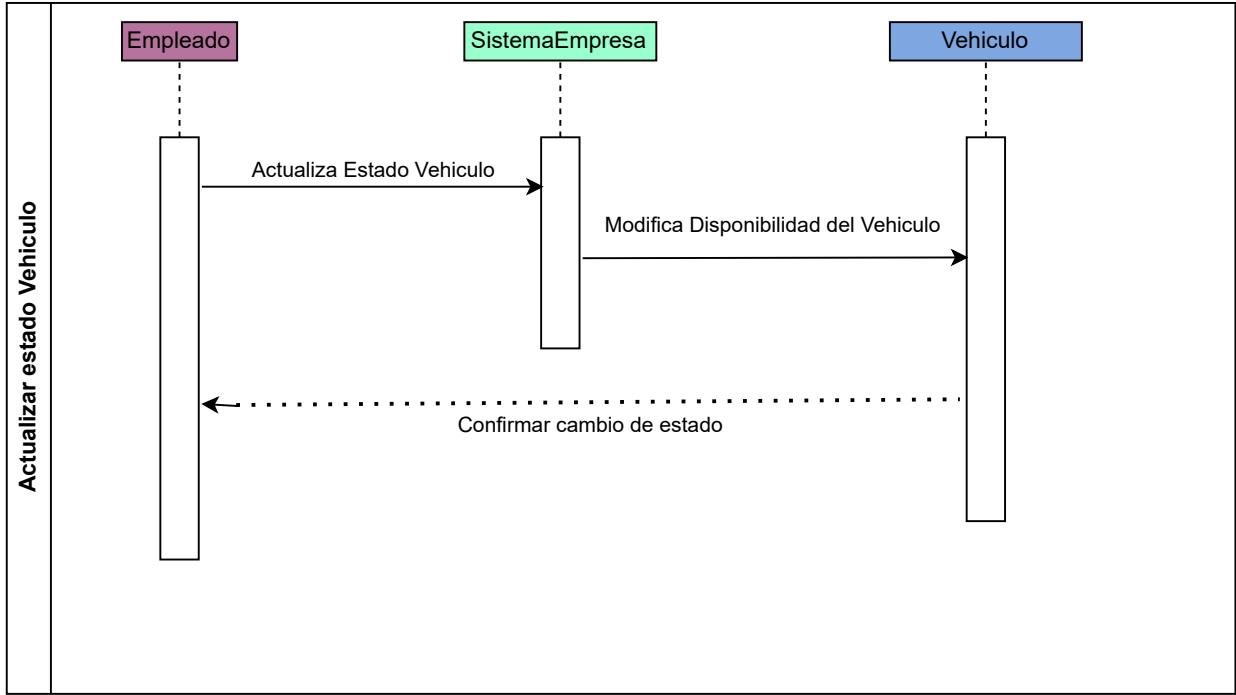 Empleado
SistemaEmpresa
Vehiculo
Actualiza Estado Vehiculo
Modifica Disponibilidad del Vehiculo
Confirmar cambio de estado
Actualizar estado Vehiculo